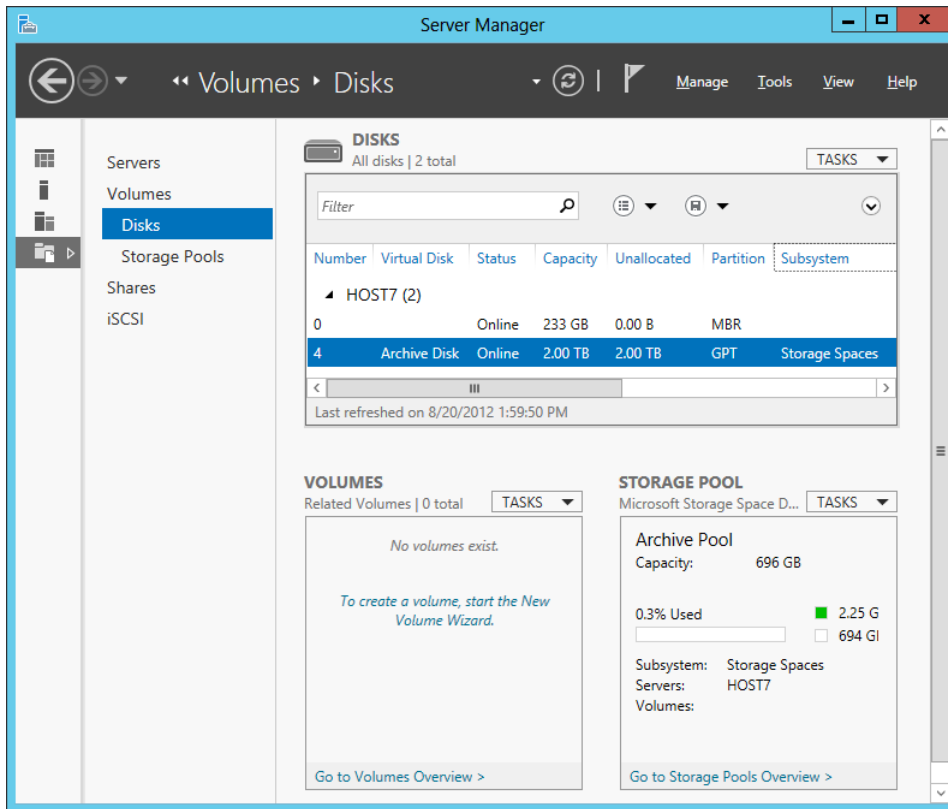 Server Manager
Volumes Disks
Manage Tools View Help
Servers
Volumes
Disks
Storage Pools
Shares
iSCSI
DISKS
All disks | 2 total
TASKS
Filter
Number Virtual Disk Status Capacity Unallocated Partition Subsystem
HOST7 (2)
0 Online 233 GB 0.00 B MBR
4 Archive Disk Online 2.00 TB 2.00 TB GPT Storage Spaces
Last refreshed on 8/20/2012 1:59:50 PM
VOLUMES
Related Volumes | 0 total
TASKS
No volumes exist.
To create a volume, start the New
Volume Wizard.
Go to Volumes Overview >
STORAGE POOL
Microsoft Storage Space D...
TASKS
Archive Pool
Capacity: 696 GB
0.3% Used
2.25 G
694 GI
Subsystem: Storage Spaces
Servers: HOST7
Volumes:
Go to Storage Pools Overview >